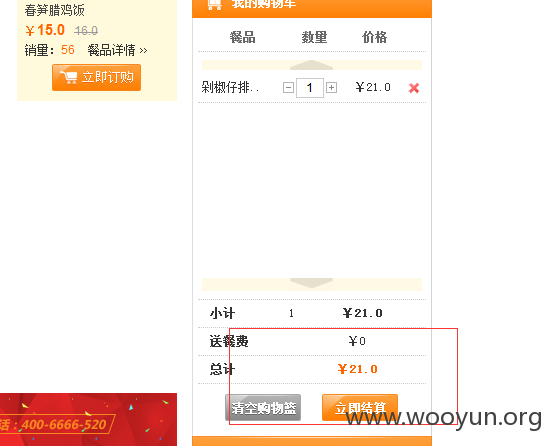 春笋腊鸡饭
￥15.0 16.0
销量：56 餐品详情 ››
立即订购
话：400-6666-520
我的购物车
餐品 数量 价格
剁椒仔排.. 1 ￥21.0
小计 1 ￥21.0
送餐费 ￥0
总计 ￥21.0
清空购物篮 立即结算
www.wooyun.org